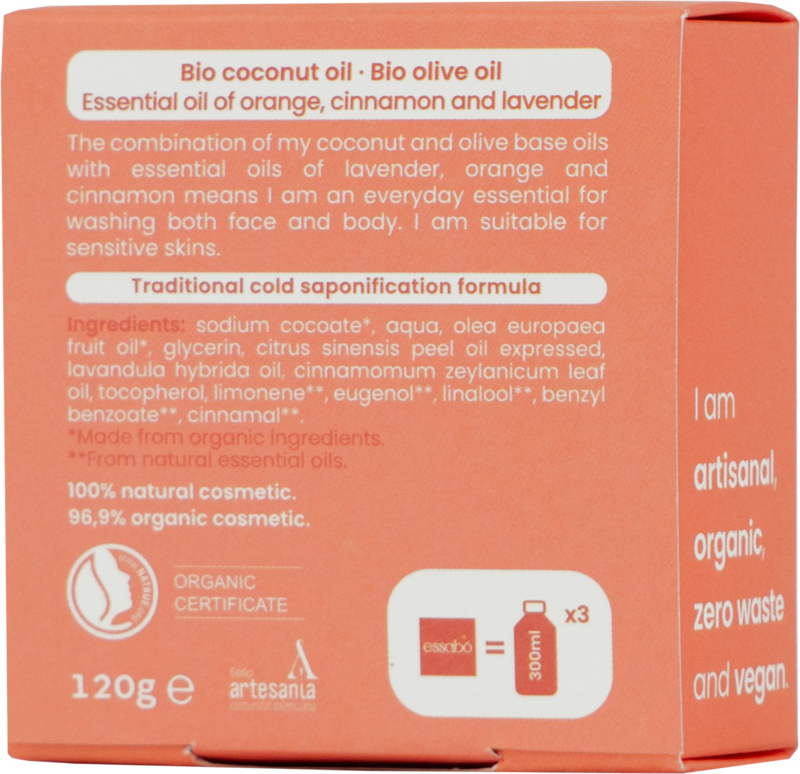 Bio coconut oil · Bio olive oil
Essential oil of orange, cinnamon and lavender
The combination of my coconut and olive base oils
with essential oils of lavender, orange and
cinnamon means I am an everyday essential for
washing both face and body. I am suitable for
sensitive skins.
Traditional cold saponification formula
Ingredients: sodium cocoate*, aqua, olea europaea
fruit oil*, glycerin, citrus sinensis peel oil expressed,
lavandula hybrida oil, cinnamomum zeylanicum leaf
oil, tocopherol, limonene**, eugenol**, linalool**, benzyl
benzoate**, cinnamal**.
*Made from organic ingredients.
**From natural essential oils.
100% natural cosmetic.
96,9% organic cosmetic.
www.NATRUE.org
ORGANIC
CERTIFICATE
120g ℮
artesanía
essabó = 300ml x3
I am
artisanal,
organic,
zero waste
and vegan.